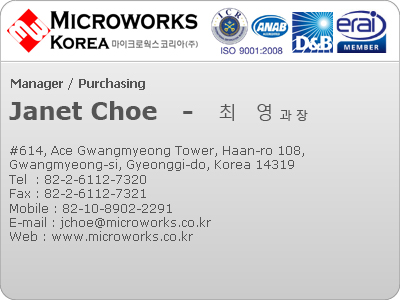 MICROWORKS
KOREA 마이크로웍스코리아(주)
ICR
ANAB
D&B
erai
ISO 9001:2008
MEMBER
Manager / Purchasing
Janet Choe - 최 영 과 장
#614, Ace Gwangmyeong Tower, Haan-ro 108,
Gwangmyeong-si, Gyeonggi-do, Korea 14319
Tel : 82-2-6112-7320
Fax : 82-2-6112-7321
Mobile : 82-10-8902-2291
E-mail : jchoe@microworks.co.kr
Web : www.microworks.co.kr